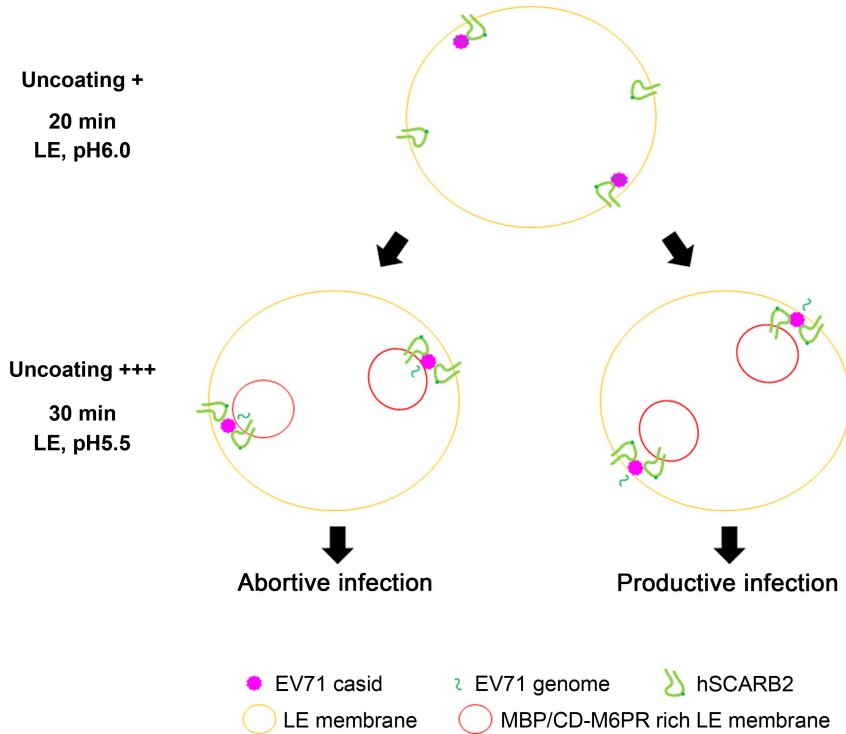 Uncoating +
20 min
LE, pH6.0
Uncoating +++
30 min
LE, pH5.5
Abortive infection
Productive infection
EV71 casid
EV71 genome
hSCARB2
LE membrane
MBP/CD-M6PR rich LE membrane